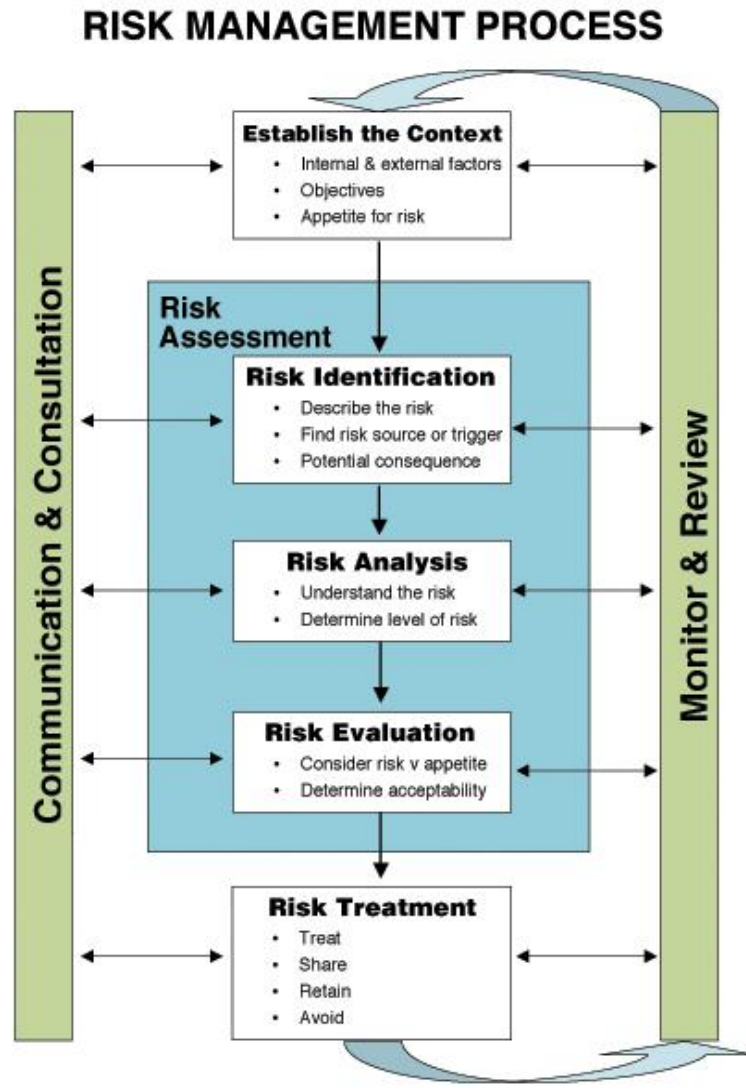 RISK MANAGEMENT PROCESS
Communication & Consultation
Establish the Context
• Internal & external factors
• Objectives
• Appetite for risk
Risk
Assessment
Risk Identification
• Describe the risk
• Find risk source or trigger
• Potential consequence
Risk Analysis
• Understand the risk
• Determine level of risk
Risk Evaluation
• Consider risk v appetite
• Determine acceptability
Risk Treatment
• Treat
• Share
• Retain
• Avoid
Monitor & Review